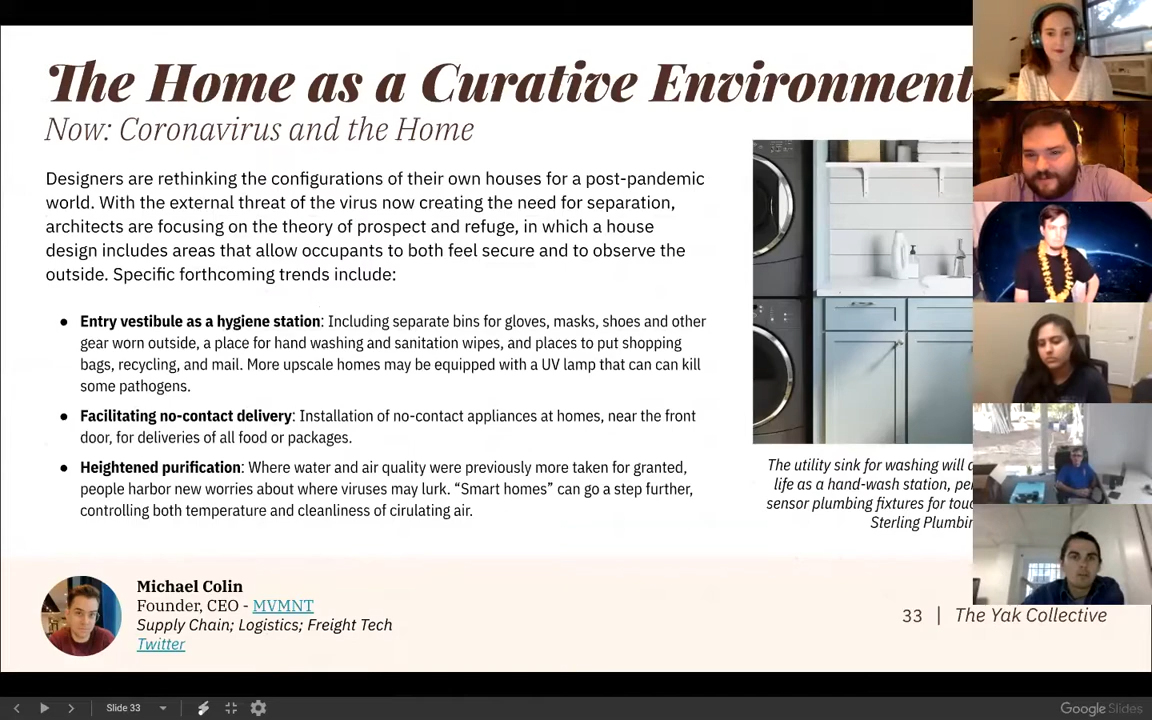 The Home as a Curative Environment
Now: Coronavirus and the Home
Designers are rethinking the configurations of their own houses for a post-pandemic
world. With the external threat of the virus now creating the need for separation,
architects are focusing on the theory of prospect and refuge, in which a house
design includes areas that allow occupants to both feel secure and to observe the
outside. Specific forthcoming trends include:
● Entry vestibule as a hygiene station: Including separate bins for gloves, masks, shoes and other
gear worn outside, a place for hand washing and sanitation wipes, and places to put shopping
bags, recycling, and mail. More upscale homes may be equipped with a UV lamp that can can kill
some pathogens.
● Facilitating no-contact delivery: Installation of no-contact appliances at homes, near the front
door, for deliveries of all food or packages.
● Heightened purification: Where water and air quality were previously more taken for granted,
people harbor new worries about where viruses may lurk. “Smart homes” can go a step further,
controlling both temperature and cleanliness of cirulating air.
The utility sink for washing will
life as a hand-wash station,
sensor plumbing fixtures for
Sterling
Michael Colin
Founder, CEO - MVMNT
Supply Chain; Logistics; Freight Tech
Twitter
33 | The Yak Collective
Slide 33
Google Slides